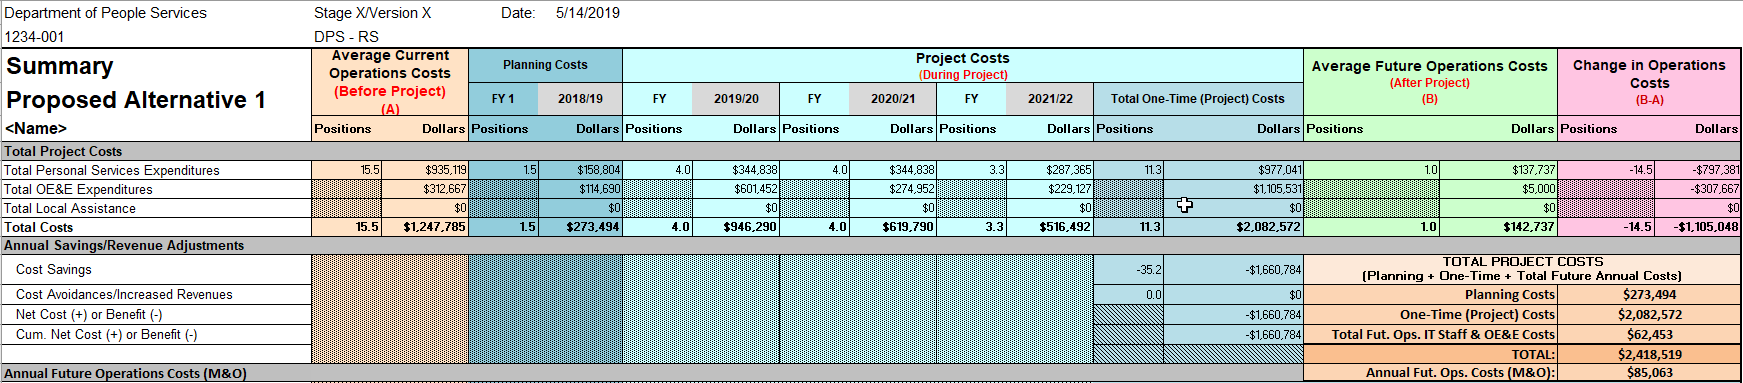 Department of People Services Stage X/Version X Date: 5/14/2019
1234-001 DPS - RS
Summary
Proposed Alternative 1
<Name>
Average Current
Operations Costs
(Before Project)
(A)
Planning Costs
Project Costs
(During Project)
Average Future Operations Costs
(After Project)
(B)
Change in Operations
Costs
(B-A)
FY 1 2018/19 FY 2019/20 FY 2020/21 FY 2021/22 Total One-Time (Project) Costs
Positions Dollars Positions Dollars Positions Dollars Positions Dollars Positions Dollars Positions Dollars Positions Dollars Positions Dollars
Total Project Costs
Total Personal Services Expenditures 15.5 $935,119 1.5 $158,804 4.0 $344,838 4.0 $344,838 3.3 $287,365 11.3 $977,041 1.0 $137,737 -14.5 -$797,381
Total OE&E Expenditures $312,667 $114,690 $601,452 $274,952 $229,127 $1,105,531 $5,000 -$307,667
Total Local Assistance $0 $0 $0 $0 $0 $0 $0 $0
Total Costs 15.5 $1,247,785 1.5 $273,494 4.0 $946,290 4.0 $619,790 3.3 $516,492 11.3 $2,082,572 1.0 $142,737 -14.5 -$1,105,048
Annual Savings/Revenue Adjustments
Cost Savings -35.2 -$1,660,784
TOTAL PROJECT COSTS
(Planning + One-Time + Total Future Annual Costs)
Cost Avoidances/Increased Revenues 0.0 $0 Planning Costs $273,494
Net Cost (+) or Benefit (-) -$1,660,784 One-Time (Project) Costs $2,082,572
Cum. Net Cost (+) or Benefit (-) -$1,660,784 Total Fut. Ops. IT Staff & OE&E Costs $62,453
TOTAL: $2,418,519
Annual Future Operations Costs (M&O) Annual Fut. Ops. Costs (M&O): $85,063